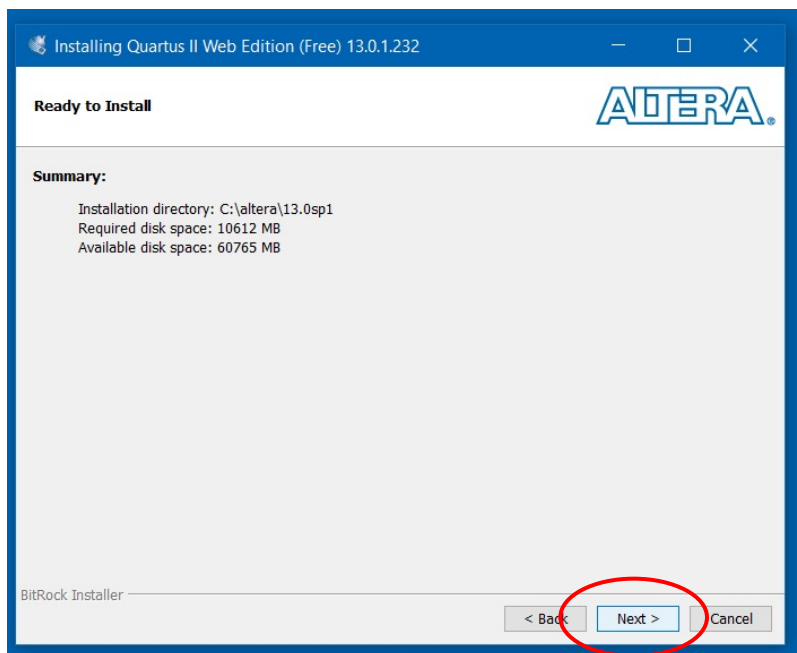 Installing Quartus II Web Edition (Free) 13.0.1.232
Ready to Install
ALTERA®
Summary:
Installation directory: C:\altera\13.0sp1
Required disk space: 10612 MB
Available disk space: 60765 MB
BitRock Installer
< Back Next > Cancel